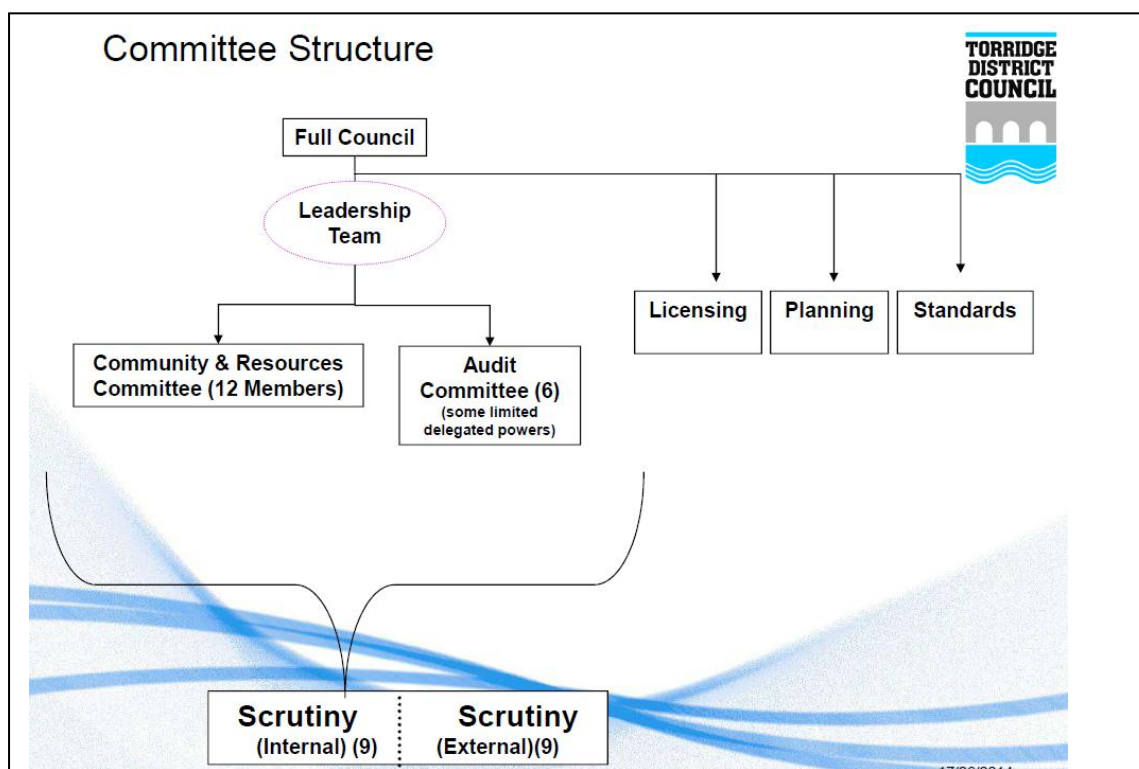 Committee Structure
TORRIDGE
DISTRICT
COUNCIL
Full Council
Leadership
Team
Licensing
Planning
Standards
Community & Resources
Committee (12 Members)
Audit
Committee (6)
(some limited
delegated powers)
Scrutiny
(Internal) (9)
Scrutiny
(External)(9)